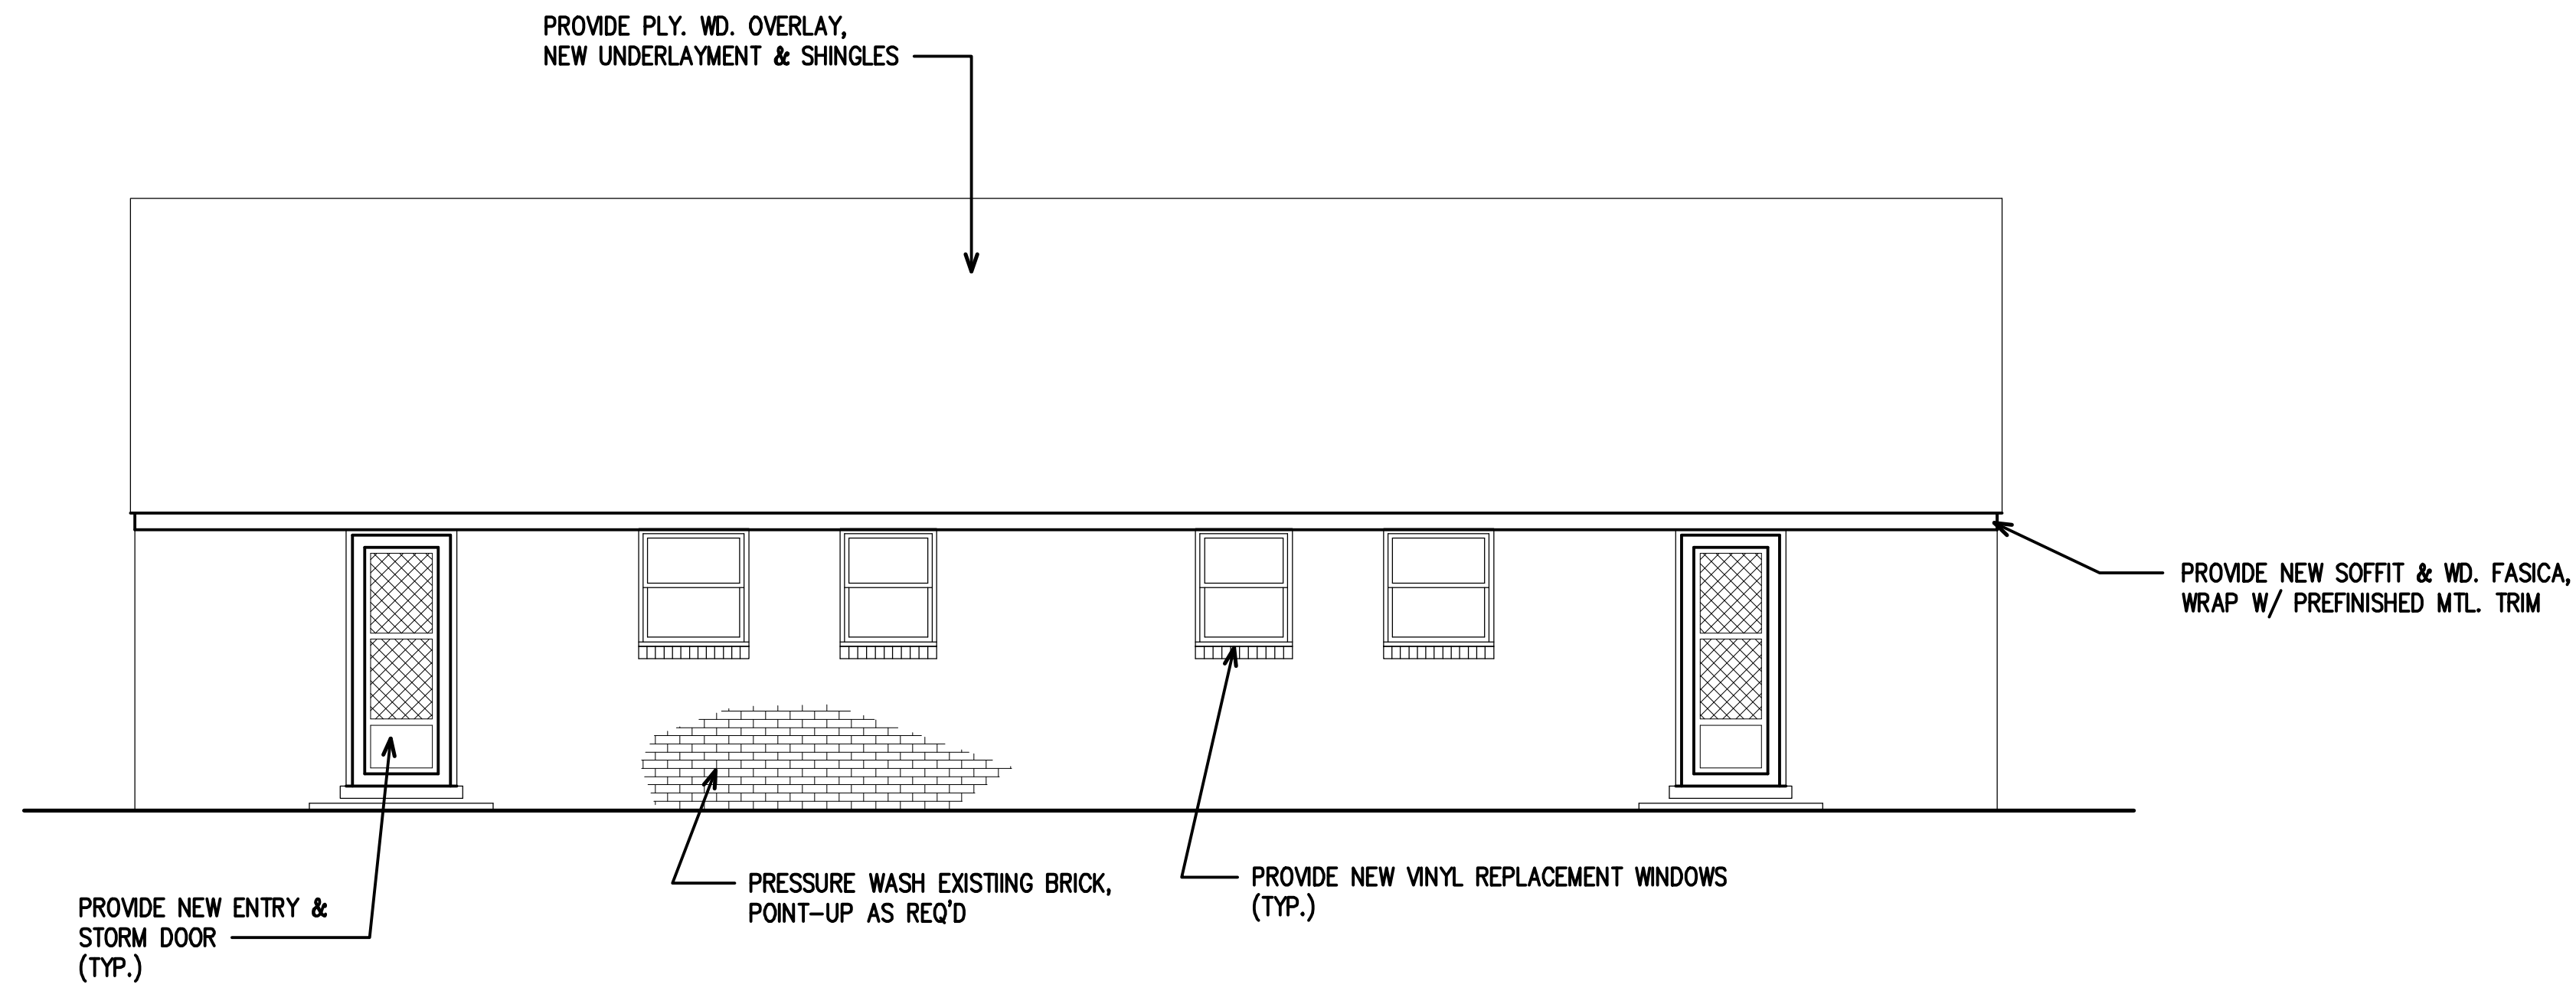 PROVIDE PLY. WD. OVERLAY,
NEW UNDERLAYMENT & SHINGLES
PROVIDE NEW SOFFIT & WD. FASICA,
WRAP W/ PREFINISHED MTL. TRIM
PROVIDE NEW ENTRY &
STORM DOOR
(TYP.)
PRESSURE WASH EXISTIING BRICK,
POINT-UP AS REQ'D
PROVIDE NEW VINYL REPLACEMENT WINDOWS
(TYP.)